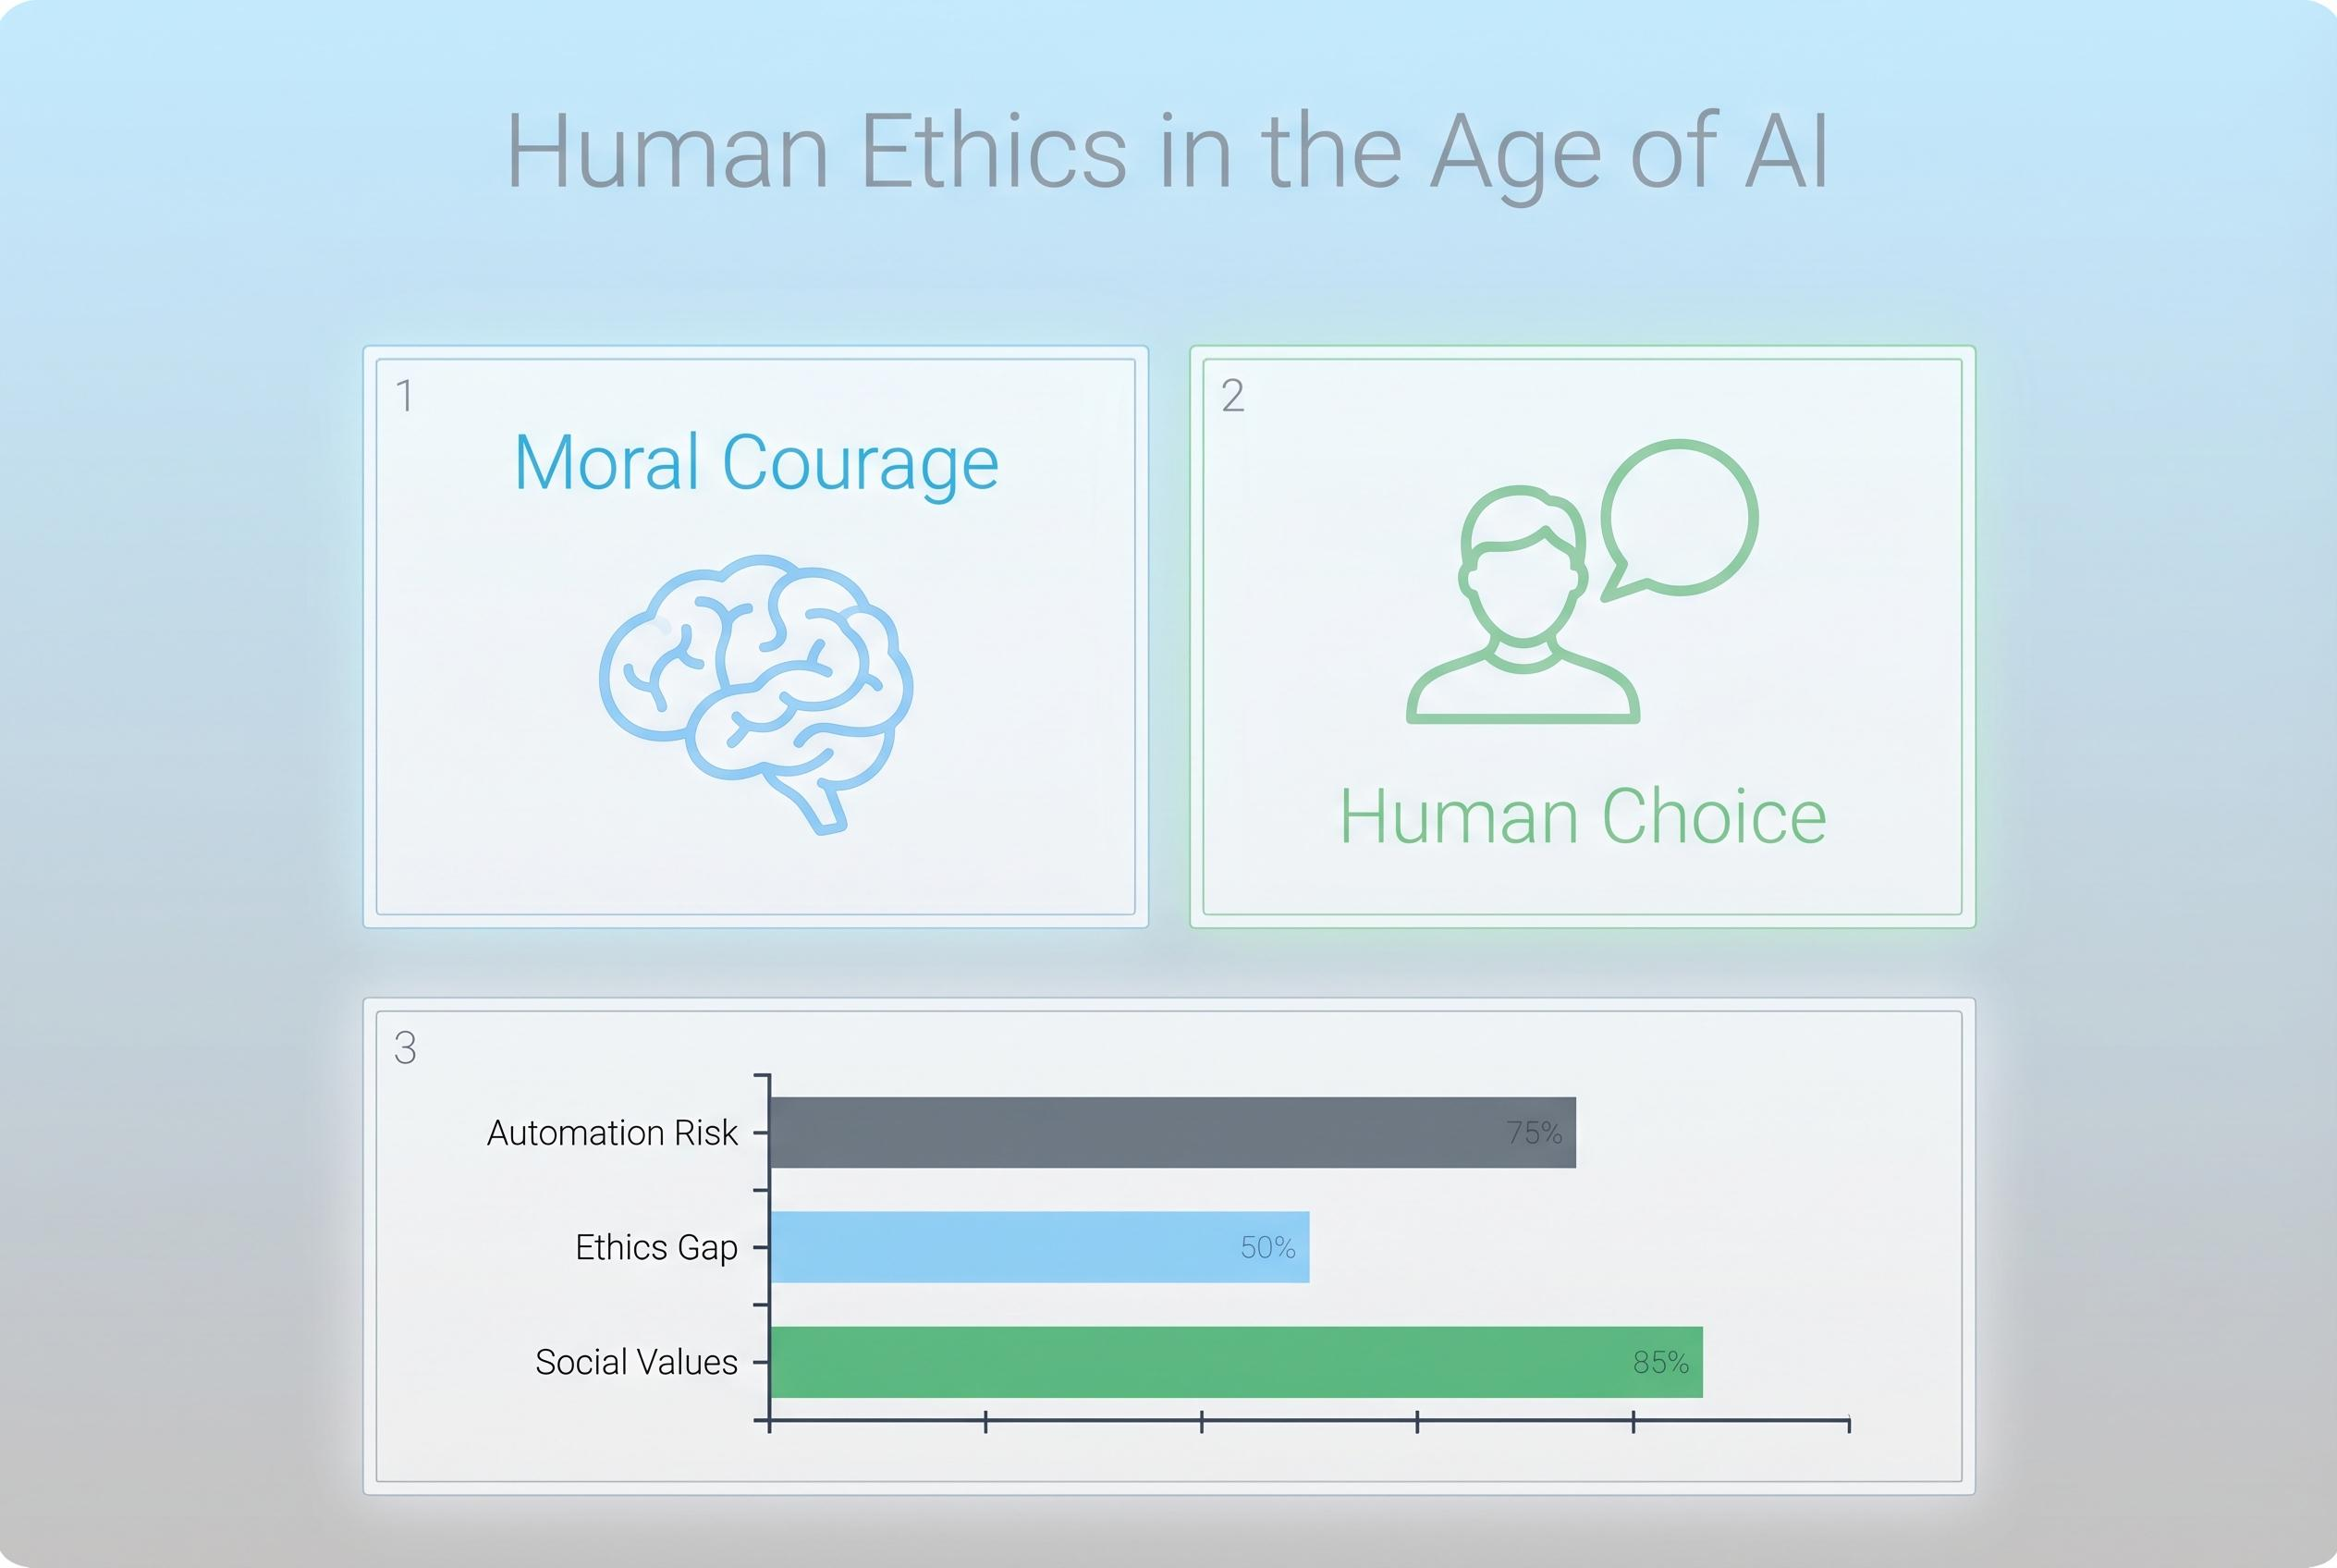 Human Ethics in the Age of AI
1
Moral Courage
2
Human Choice
3
Automation Risk
75%
Ethics Gap
50%
Social Values
85%